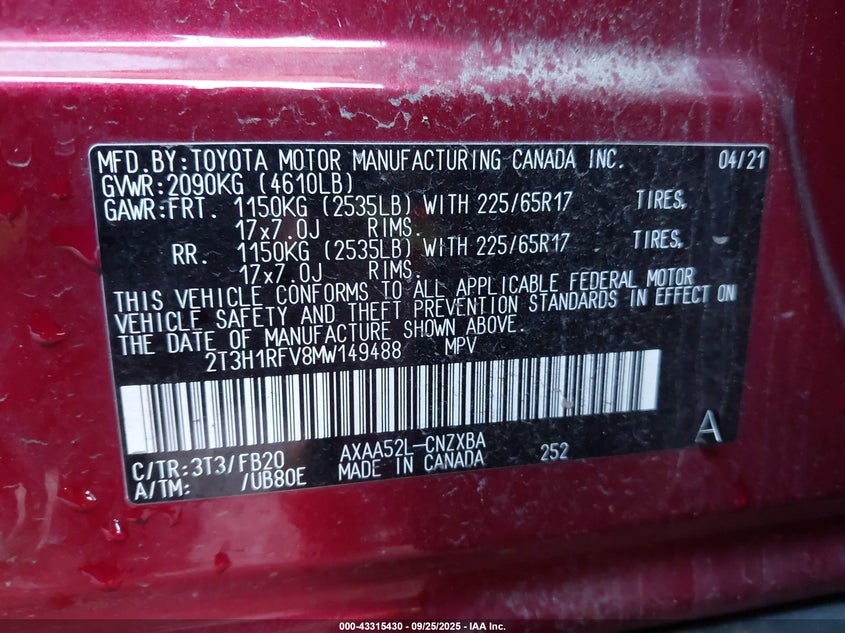 MFD.BY:TOYOTA MOTOR MANUFACTURING CANADA INC. 04/21
GVWR:2090KG (4610LB)
GAWR:FRT. 1150KG (2535LB) WITH 225/65R17 TIRES,
17x7.0J RIMS.
RR. 1150KG (2535LB) WITH 225/65R17 TIRES,
17x7.0J RIMS.
THIS VEHICLE CONFORMS TO ALL APPLICABLE FEDERAL MOTOR
VEHICLE SAFETY AND THEFT PREVENTION STANDARDS IN EFFECT ON
THE DATE OF MANUFACTURE SHOWN ABOVE.
2T3H1RFV8MW149488 MPV
C/TR:3T3/FB20 AXAA52L-CNZXBA 252 A
A/TM: /UB80E MADE IN CANADA
000-43315430 - 09/25/2025 - IAA Inc.